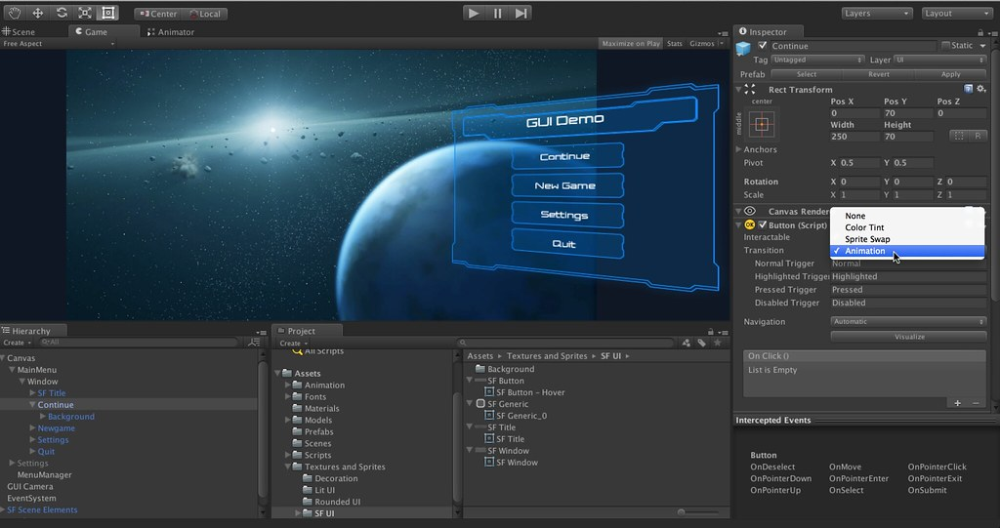 Center Local Layers Layout
Scene Game Animator
Free Aspect Maximize on Play Stats Gizmos
GUI Demo
Continue
New Game
Settings
Quit
Inspector
Continue Static
Tag Untagged Layer UI
Prefab Select Revert Apply
Rect Transform
center Pos X Pos Y Pos Z
middle 0 70 0
Width Height
250 70 R
Anchors
Pivot X 0.5 Y 0.5
Rotation X 0 Y 0 Z 0
Scale X 1 Y 1 Z 1
Canvas Render
None
Color Tint
Sprite Swap
✓ Animation
Button (Script)
Interactable
Transition
Normal Trigger Normal
Highlighted Trigger Highlighted
Pressed Trigger Pressed
Disabled Trigger Disabled
Navigation Automatic
Visualize
On Click ()
List is Empty
+ −
Intercepted Events
Button
OnDeselect OnMove OnPointerClick
OnPointerDown OnPointerEnter OnPointerExit
OnPointerUp OnSelect OnSubmit
Hierarchy
Create All
Canvas
MainMenu
Window
SF Title
Continue
Background
Newgame
Settings
Quit
Settings
MenuManager
GUI Camera
EventSystem
SF Scene Elements
Project
Create
All Scripts
Assets
Animation
Fonts
Materials
Models
Prefabs
Scenes
Scripts
Textures and Sprites
Decoration
Lit UI
Rounded UI
SF UI
Assets Textures and Sprites SF UI
Background
SF Button
SF Button - Hover
SF Generic
SF Generic_0
SF Title
SF Title
SF Window
SF Window